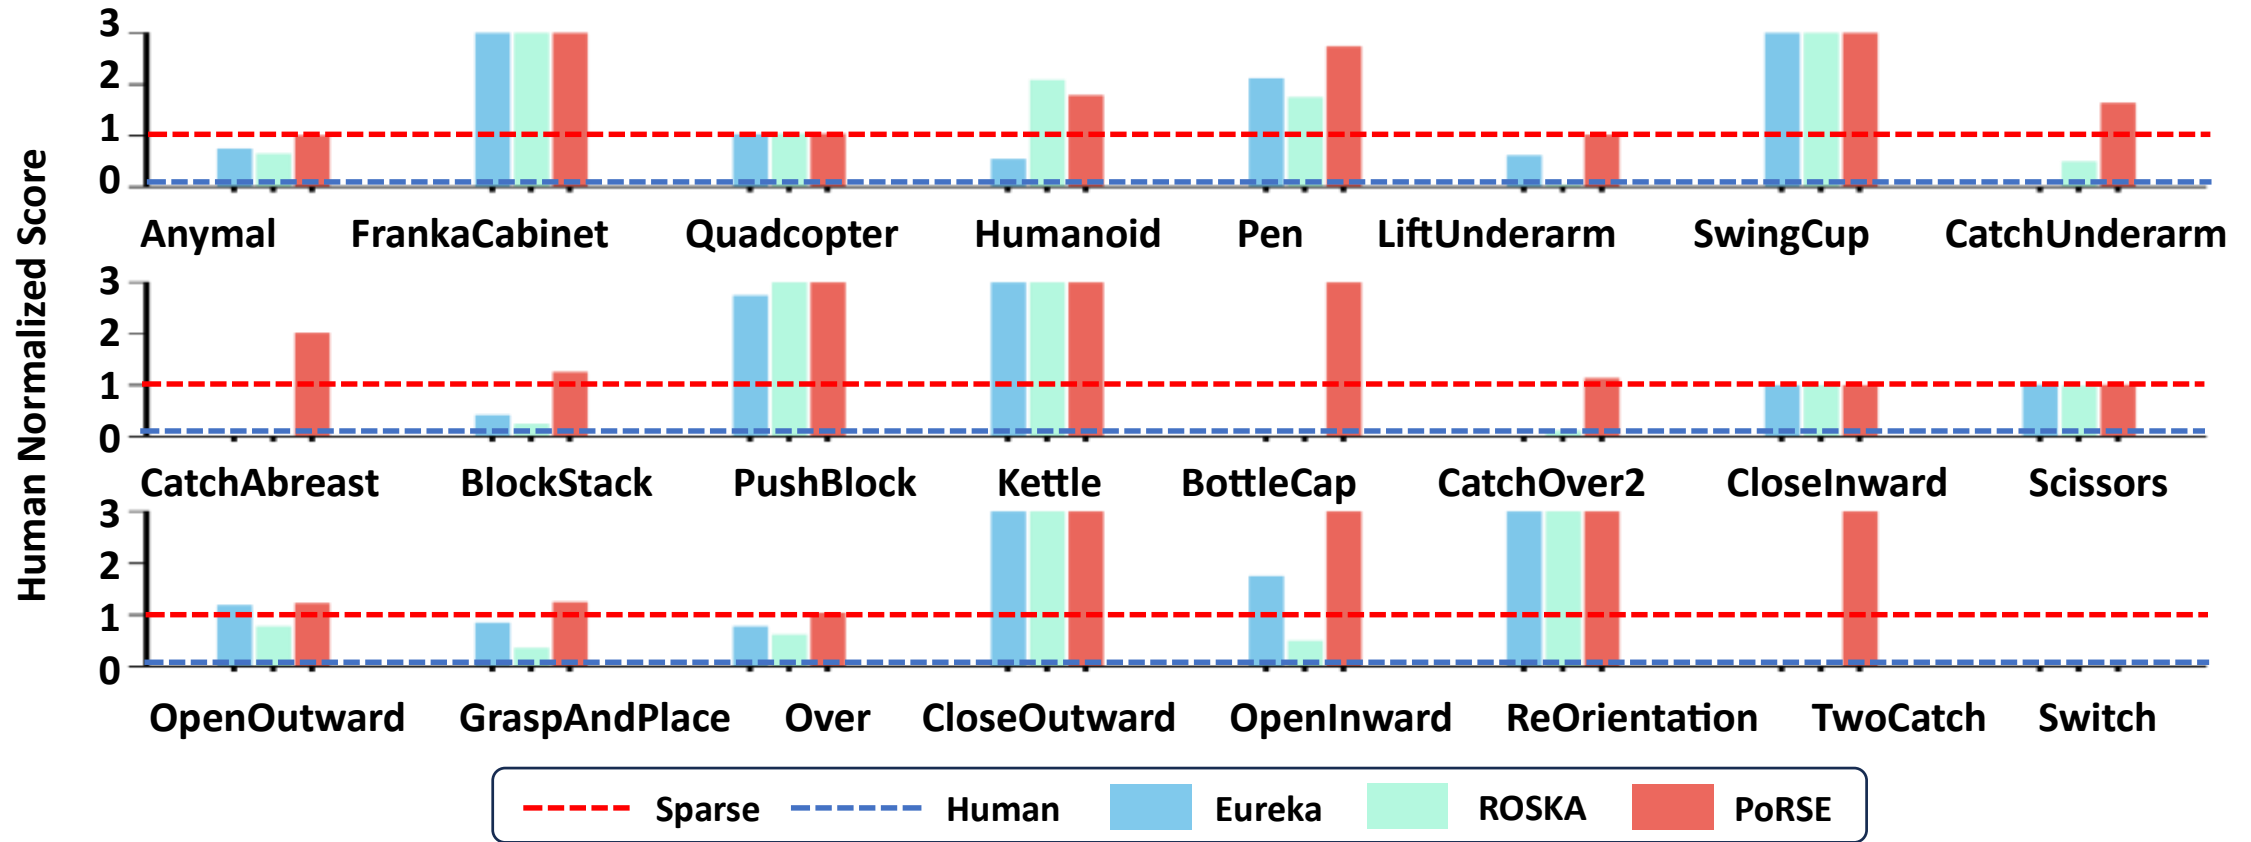 Human Normalized Score
3
2
1
0
Anymal FrankaCabinet Quadcopter Humanoid Pen LiftUnderarm SwingCup CatchUnderarm
3
2
1
0
CatchAbreast BlockStack PushBlock Kettle BottleCap CatchOver2 CloseInward Scissors
3
2
1
0
OpenOutward GraspAndPlace Over CloseOutward OpenInward ReOrientation TwoCatch Switch
Sparse Human Eureka ROSKA PoRSE